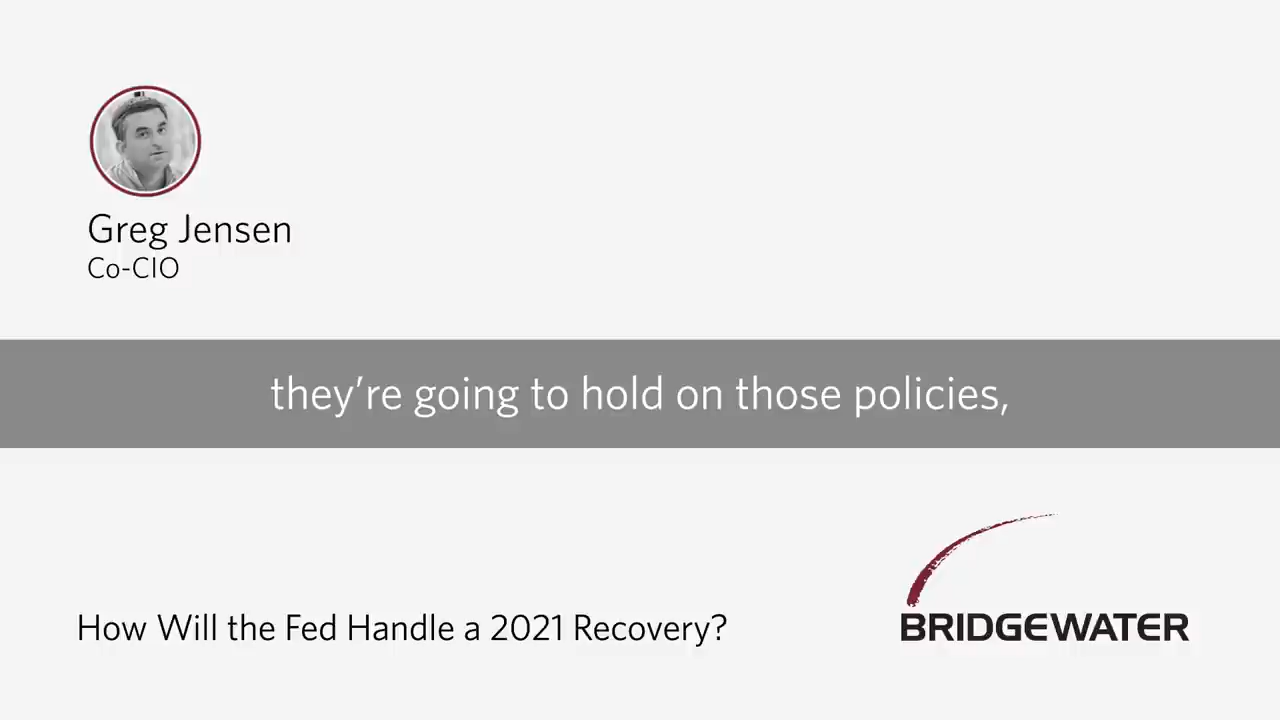 Greg Jensen
Co-CIO
they’re going to hold on those policies,
How Will the Fed Handle a 2021 Recovery?
BRIDGEWATER